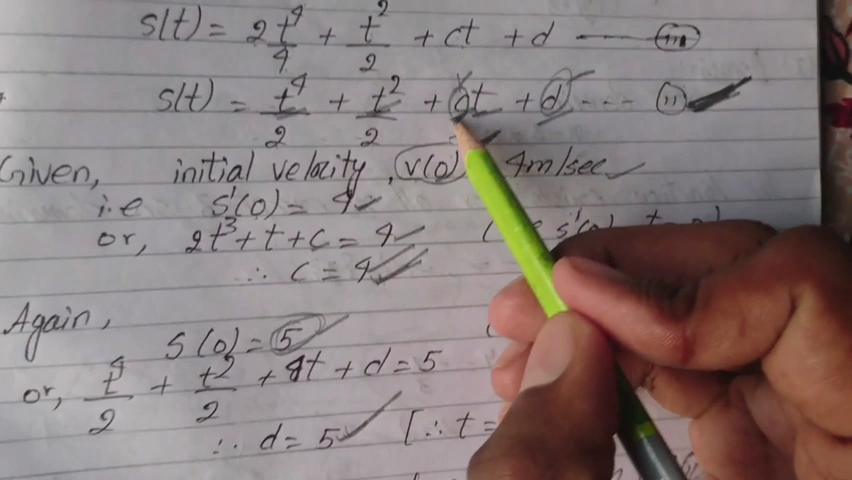 s(t) = 2t⁴/4 + t²/2 + ct + d —— (iii)
s(t) = t⁴/2 + t²/2 + ct + d --- (ii)
Given, initial velocity, v(0) 4m/sec
i.e s'(0) = 4
or, 2t³ + t + c = 4
∴ c = 4
Again,
s(0) = 5
or, t⁴/2 + t²/2 + 4t + d = 5
∴ d = 5 [∴ t =